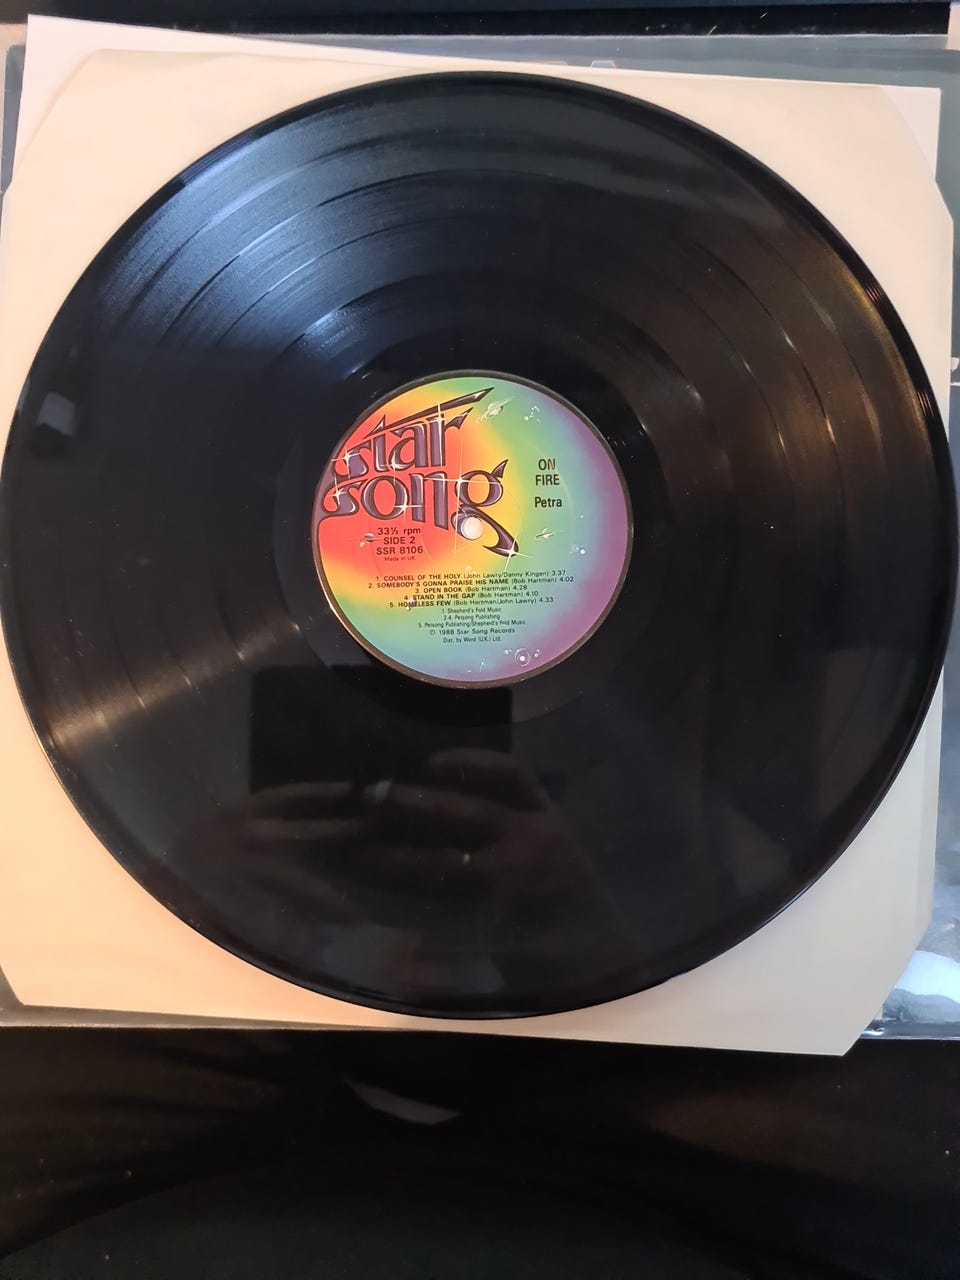 star
song
ON
FIRE
Petra
33⅓ rpm
SIDE 2
SSR 8106
Made in UK
1. COUNSEL OF THE HOLY (John Lawry/Danny Kingen) 3.37
2. SOMEBODY'S GONNA PRAISE HIS NAME (Bob Hartman) 4.02
3. OPEN BOOK (Bob Hartman) 4.28
4. STAND IN THE GAP (Bob Hartman) 4.10
5. HOMELESS FEW (Bob Hartman/John Lawry) 4.33
1. Shepherd's Fold Music
2-4. Petsong Publishing
5. Petsong Publishing/Shepherd's Fold Music
℗ 1988 Star Song Records
Dist. by Word (U.K.) Ltd.